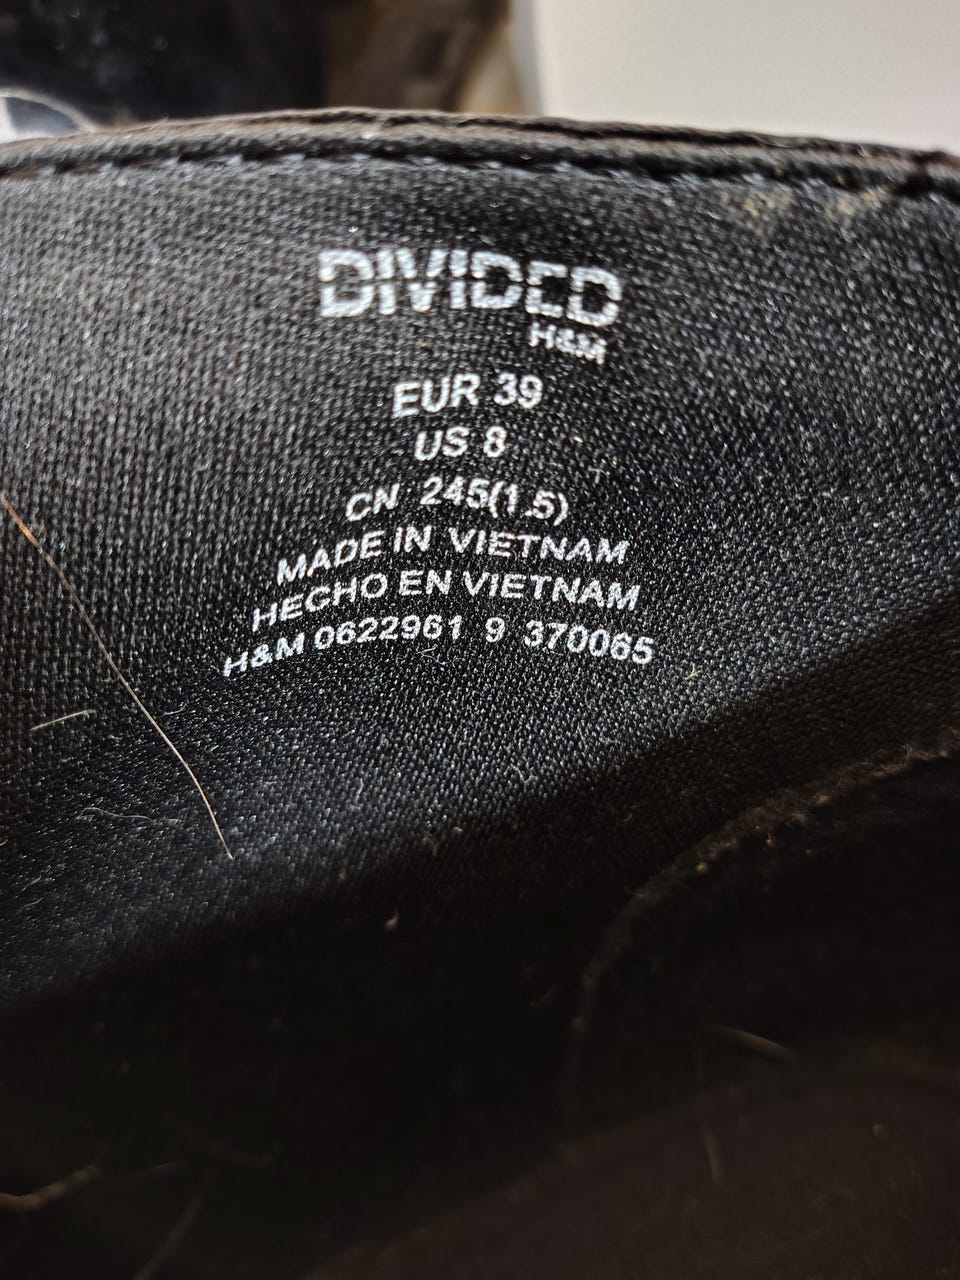 DIVIDED
H&M
EUR 39
US 8
CN 245(1.5)
MADE IN VIETNAM
HECHO EN VIETNAM
H&M 0622961 9 370065